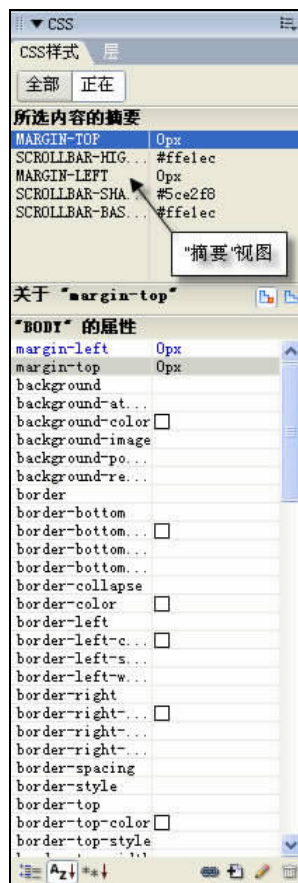 ▼ CSS
CSS样式 层
全部 正在
所选内容的摘要
MARGIN-TOP 0px
SCROLLBAR-HIG... #ffe1ec
MARGIN-LEFT 0px
SCROLLBAR-SHA... #5ce2f8
SCROLLBAR-BAS... #ffe1ec
"摘要"视图
关于 "margin-top"
"BODY" 的属性
margin-left 0px
margin-top 0px
background
background-at...
background-color
background-image
background-po...
background-re...
border
border-bottom
border-bottom...
border-bottom...
border-bottom...
border-collapse
border-color
border-left
border-left-c...
border-left-s...
border-left-w...
border-right
border-right-...
border-right-...
border-right-...
border-spacing
border-style
border-top
border-top-color
border-top-style